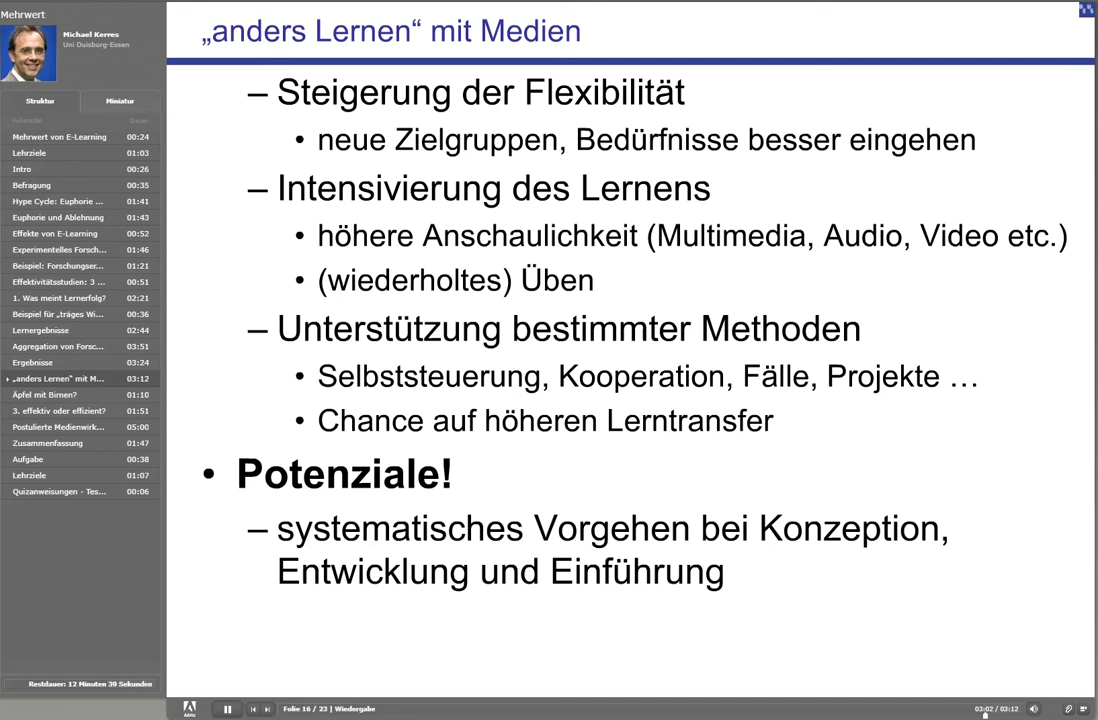 Mehrwert
Michael Kerres
Uni Duisburg-Essen
Struktur
Miniatur
Folientitel
Dauer
Mehrwert von E-Learning 00:24
Lehrziele 01:03
Intro 00:26
Befragung 00:35
Hype Cycle: Euphorie ... 01:41
Euphorie und Ablehnung 01:43
Effekte von E-Learning 00:52
Experimentelles Forsch... 01:46
Beispiel: Forschungser... 01:21
Effektivitätsstudien: 3 ... 00:51
1. Was meint Lernerfolg? 02:21
Beispiel für „träges Wi... 00:36
Lernergebnisse 02:44
Aggregation von Forsc... 03:51
Ergebnisse 03:24
„anders Lernen“ mit M... 03:12
Äpfel mit Birnen? 01:10
3. effektiv oder effizient? 01:51
Postulierte Medienwirk... 05:00
Zusammenfassung 01:47
Aufgabe 00:38
Lehrziele 01:07
Quizanweisungen - Tes... 00:06
Restdauer: 12 Minuten 39 Sekunden
„anders Lernen“ mit Medien
– Steigerung der Flexibilität
• neue Zielgruppen, Bedürfnisse besser eingehen
– Intensivierung des Lernens
• höhere Anschaulichkeit (Multimedia, Audio, Video etc.)
• (wiederholtes) Üben
– Unterstützung bestimmter Methoden
• Selbststeuerung, Kooperation, Fälle, Projekte …
• Chance auf höheren Lerntransfer
• Potenziale!
– systematisches Vorgehen bei Konzeption,
Entwicklung und Einführung
Folie 16 / 23 | Wiedergabe
03:02 / 03:12